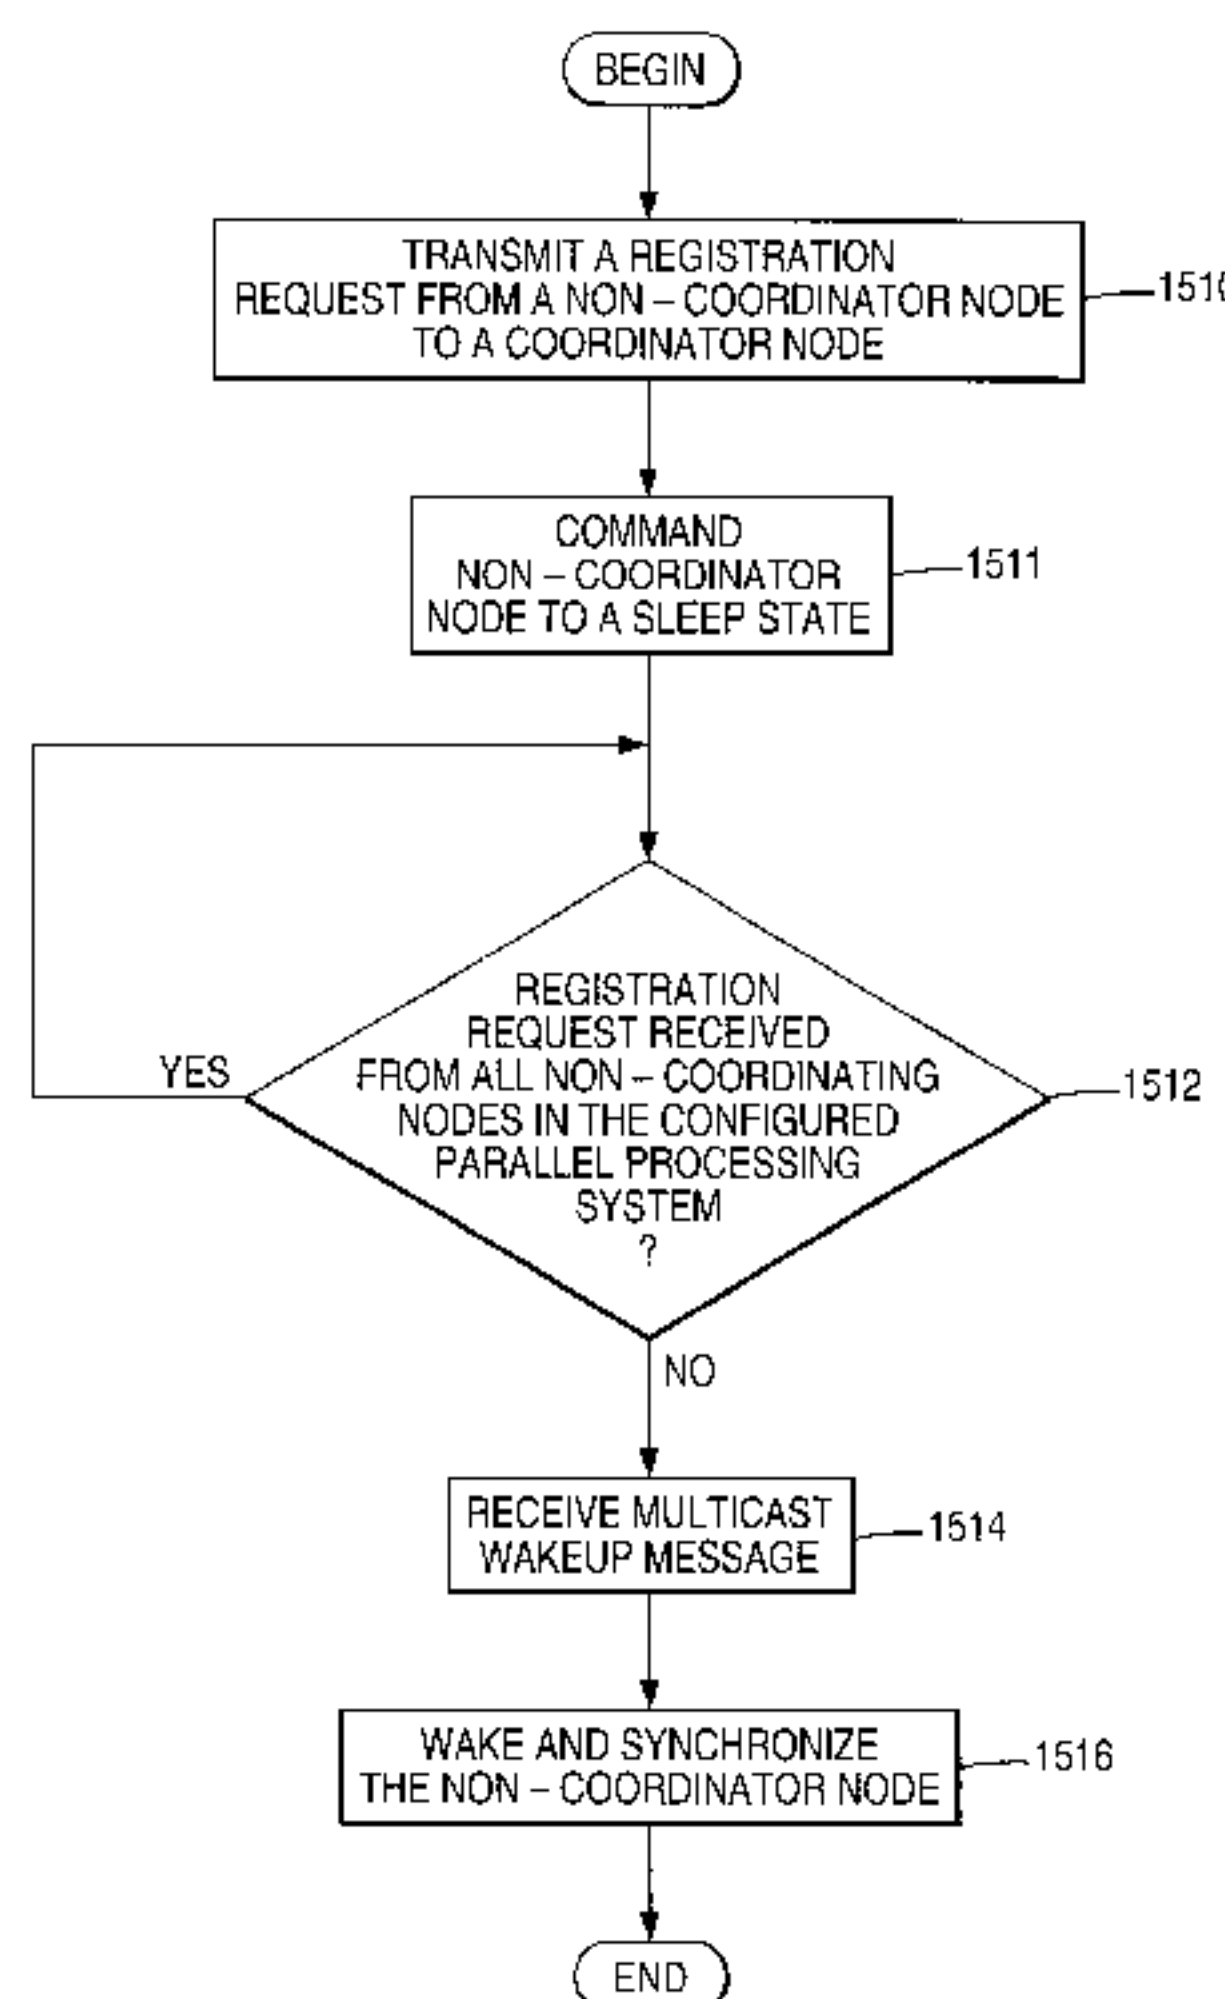 BEGIN
TRANSMIT A REGISTRATION
REQUEST FROM A NON – COORDINATOR NODE
TO A COORDINATOR NODE
1510
COMMAND
NON – COORDINATOR
NODE TO A SLEEP STATE
1511
REGISTRATION
REQUEST RECEIVED
FROM ALL NON – COORDINATING
NODES IN THE CONFIGURED
PARALLEL PROCESSING
SYSTEM
?
YES
1512
NO
RECEIVE MULTICAST
WAKEUP MESSAGE
1514
WAKE AND SYNCHRONIZE
THE NON – COORDINATOR NODE
1516
END